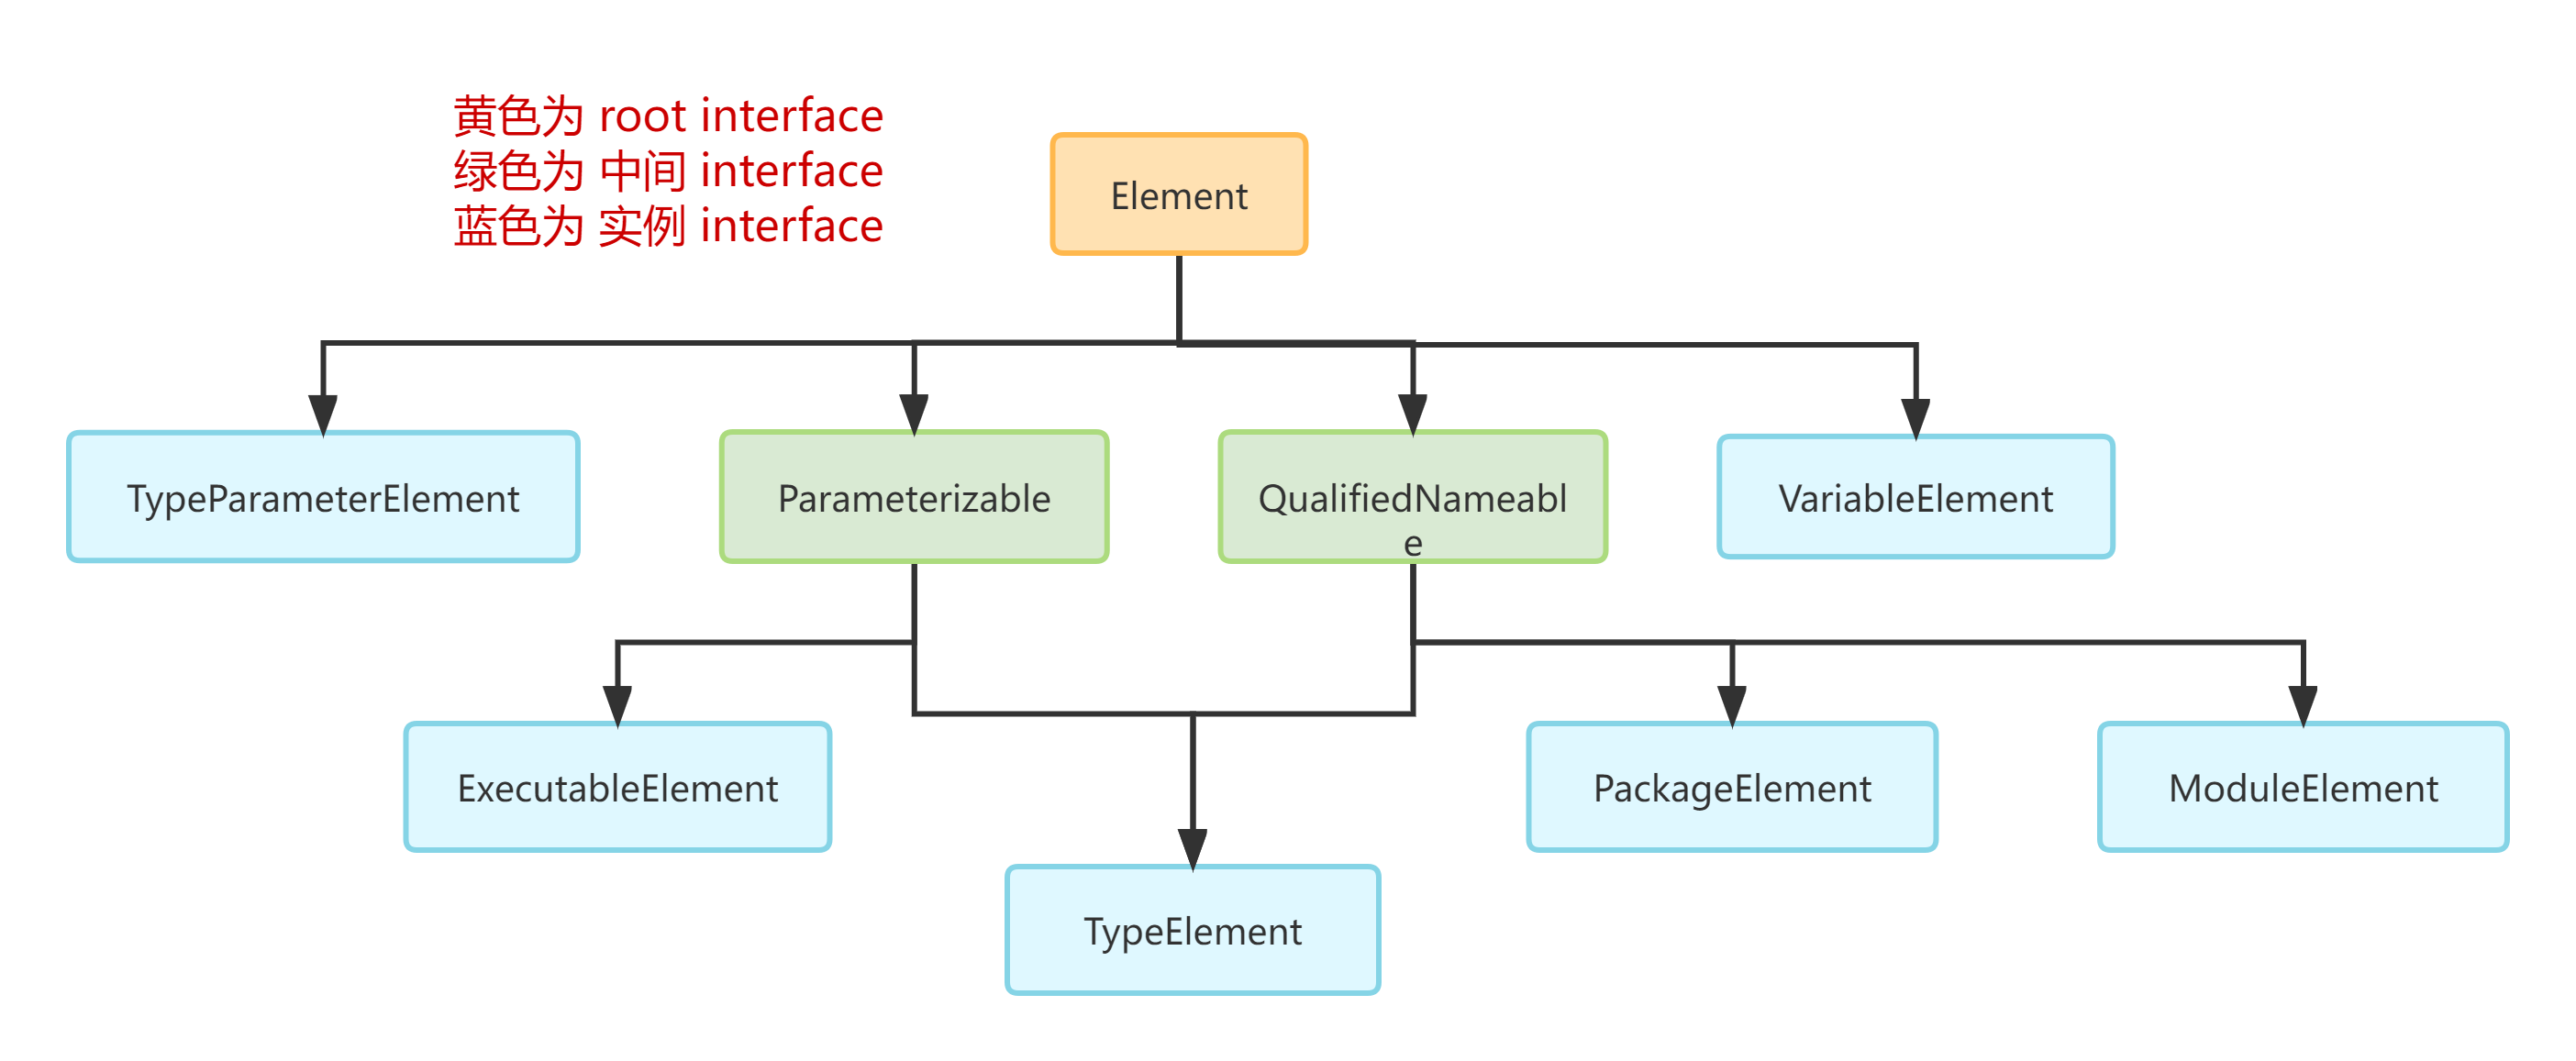 黄色为 root interface
绿色为 中间 interface
蓝色为 实例 interface
Element
TypeParameterElement
Parameterizable
QualifiedNameabl
e
VariableElement
ExecutableElement
PackageElement
ModuleElement
TypeElement